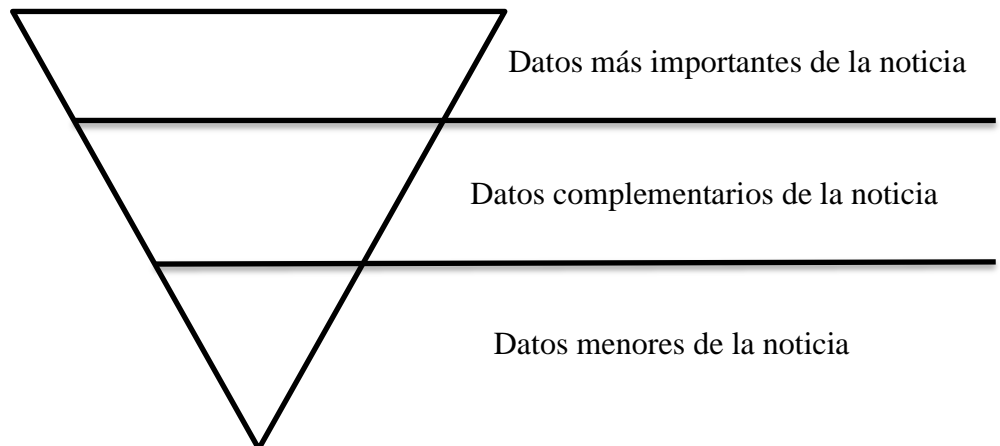 Datos más importantes de la noticia
Datos complementarios de la noticia
Datos menores de la noticia